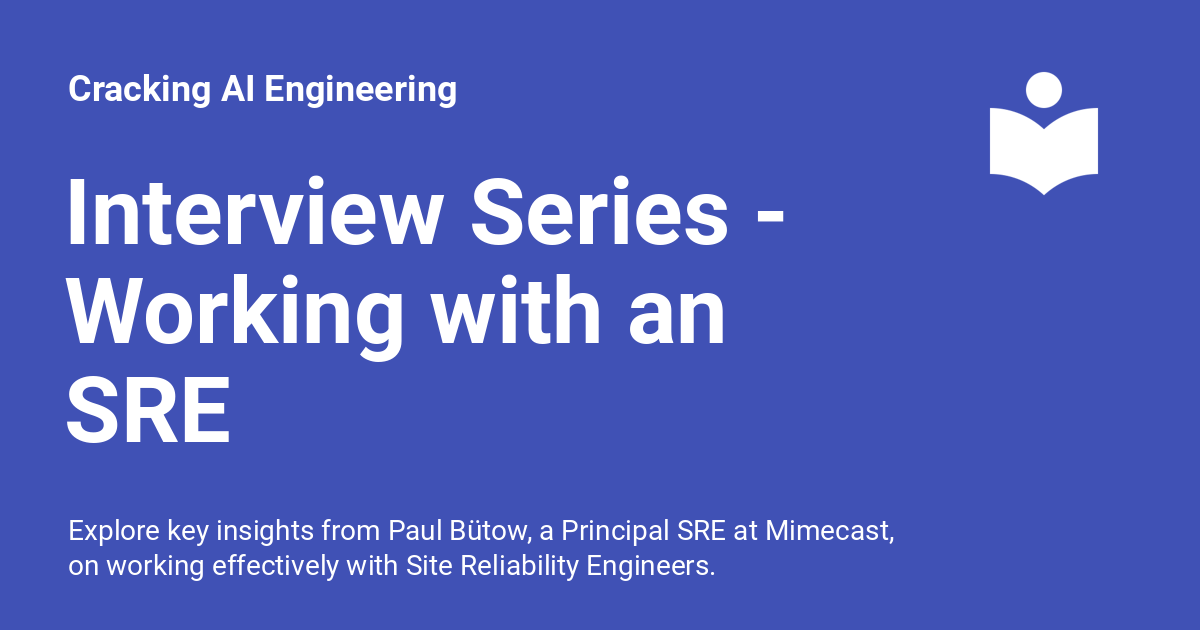 Cracking AI Engineering
Interview Series -
Working with an
SRE
Explore key insights from Paul Bütow, a Principal SRE at Mimecast,
on working effectively with Site Reliability Engineers.